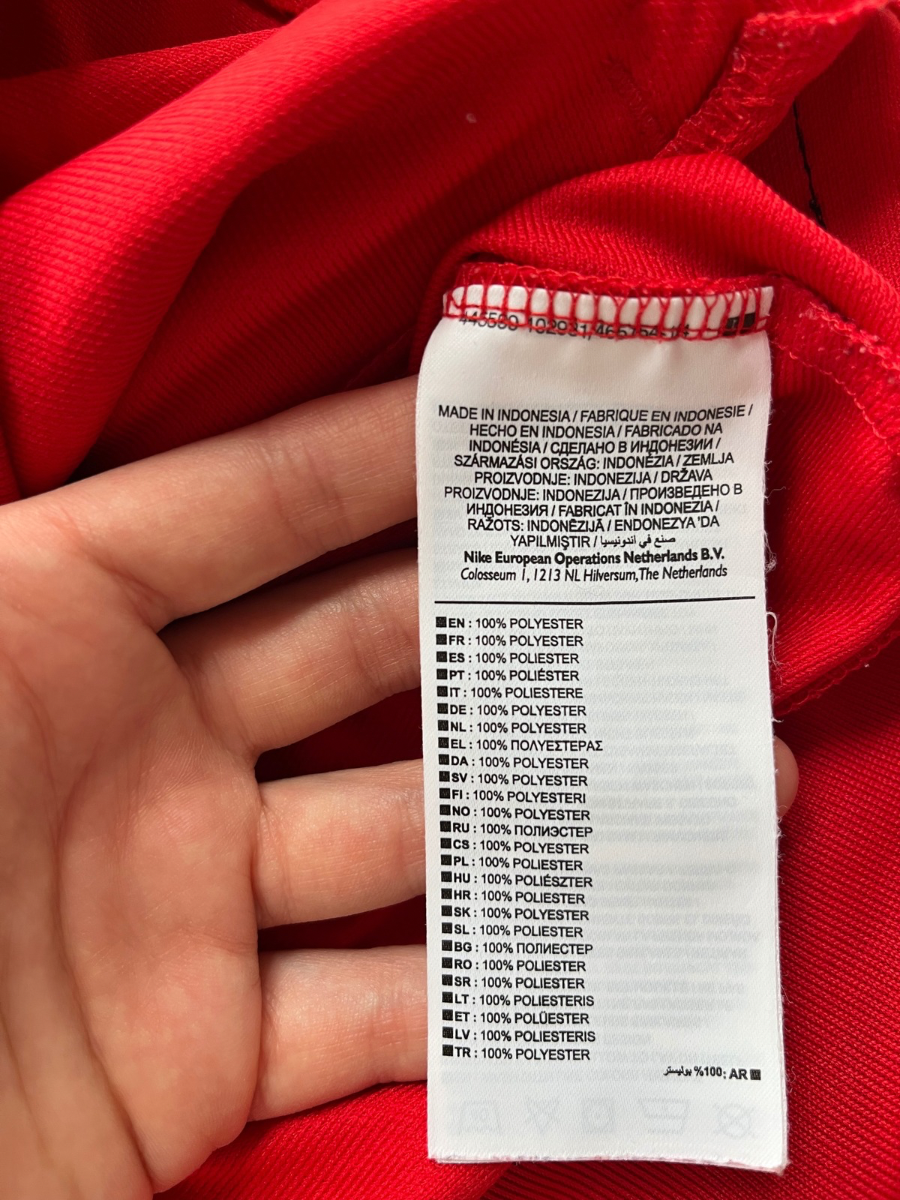 MADE IN INDONESIA / FABRIQUE EN INDONESIE /
HECHO EN INDONESIA / FABRICADO NA
INDONÉSIA / СДЕЛАНО В ИНДОНЕЗИИ /
SZÁRMAZÁSI ORSZÁG: INDONÉZIA / ZEMLJA
PROIZVODNJE: INDONEZIJA / DRŽAVA
PROIZVODNJE: INDONEZIJA / ПРОИЗВЕДЕНО В
ИНДОНЕЗИЯ / FABRICAT ÎN INDONEZIA /
RAŽOTS: INDONĒZIJĀ / ENDONEZYA 'DA
YAPILMIŞTIR / صنع في أندونيسيا
Nike European Operations Netherlands B.V.
Colosseum 1, 1213 NL Hilversum, The Netherlands
EN : 100% POLYESTER
FR : 100% POLYESTER
ES : 100% POLIESTER
PT : 100% POLIÉSTER
IT : 100% POLIESTERE
DE : 100% POLYESTER
NL : 100% POLYESTER
EL : 100% ΠΟΛΥΕΣΤΕΡΑΣ
DA : 100% POLYESTER
SV : 100% POLYESTER
FI : 100% POLYESTERI
NO : 100% POLYESTER
RU : 100% ПОЛИЭСТЕР
CS : 100% POLYESTER
PL : 100% POLIESTER
HU : 100% POLIÉSZTER
HR : 100% POLIESTER
SK : 100% POLYESTER
SL : 100% POLIESTER
BG : 100% ПОЛИЕСТЕР
RO : 100% POLIESTER
SR : 100% POLIESTER
LT : 100% POLIESTERIS
ET : 100% POLÜESTER
LV : 100% POLIESTERIS
TR : 100% POLYESTER
AR :100% بوليستر